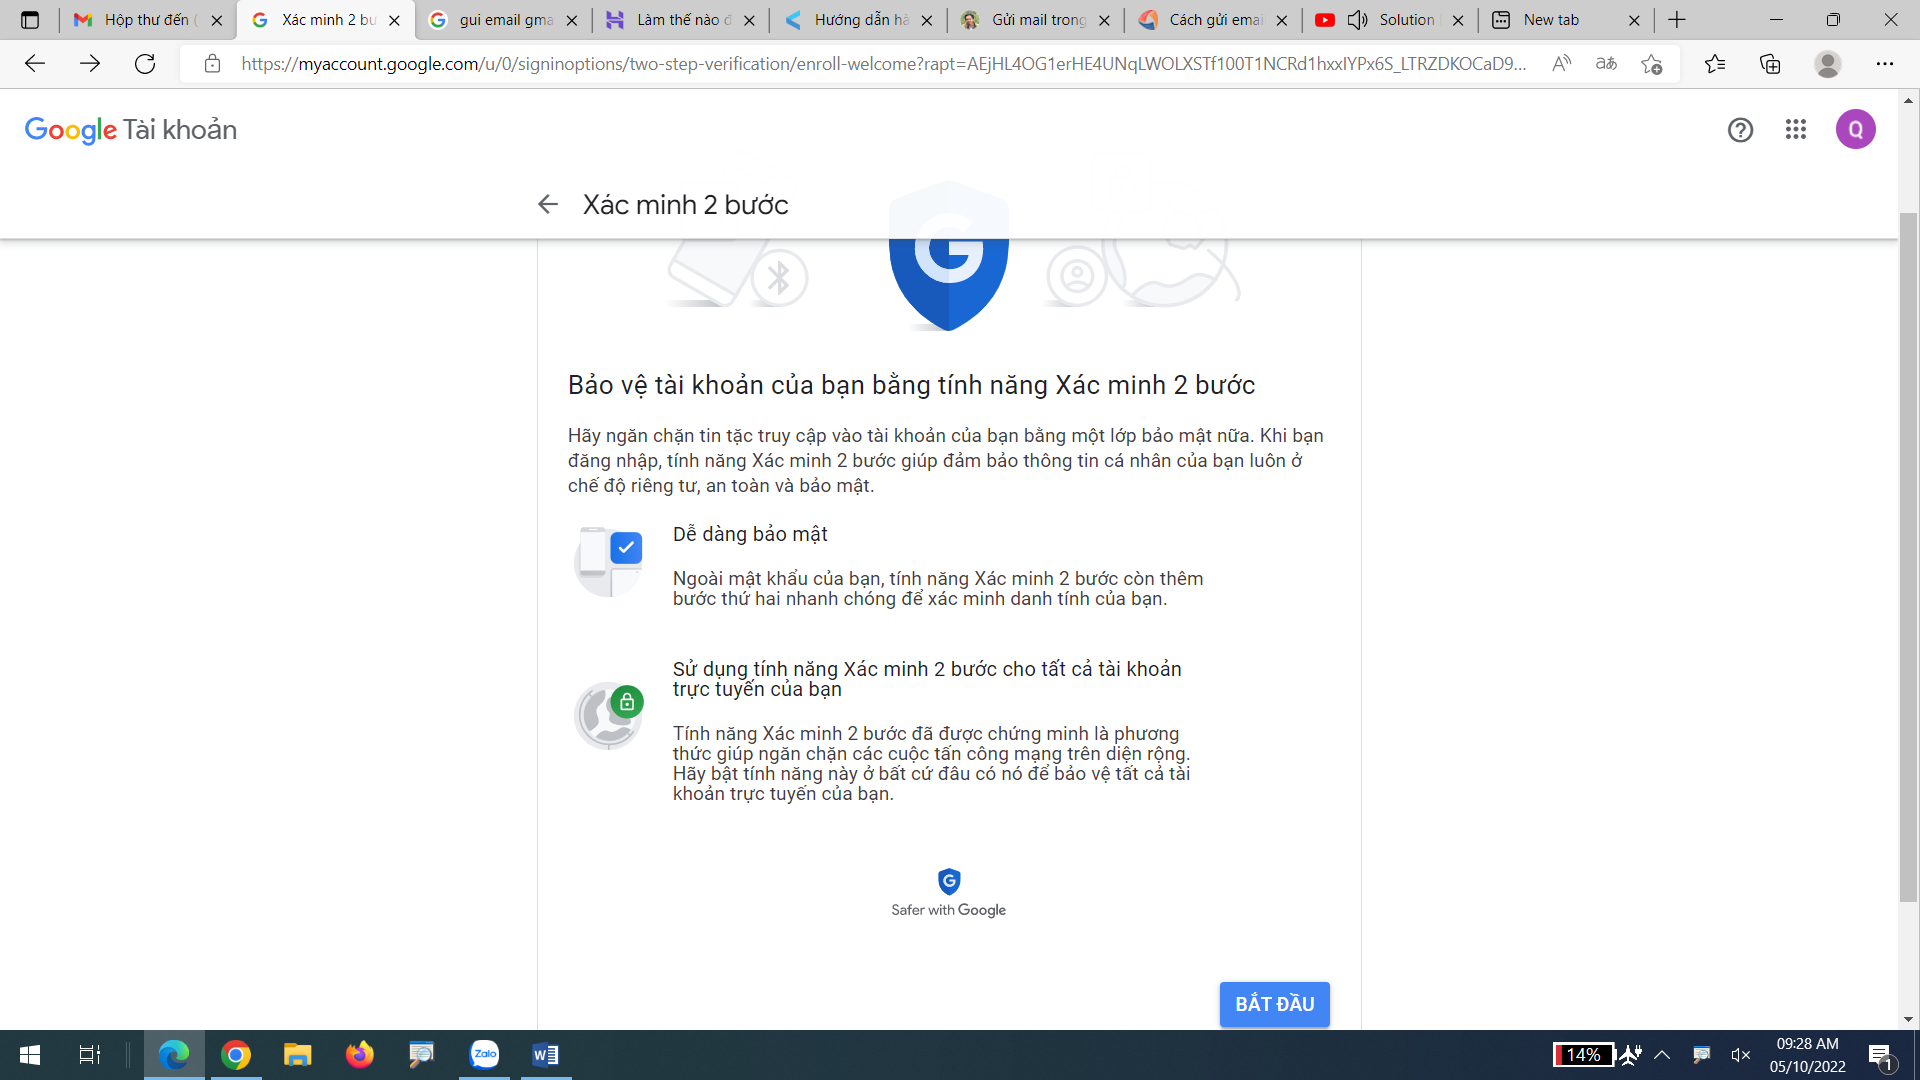 Hộp thư đến (
Xác minh 2 bư
gui email gma
Làm thế nào đ
Hướng dẫn hà
Gửi mail trong
Cách gửi emai
Solution
New tab
https://myaccount.google.com/u/0/signinoptions/two-step-verification/enroll-welcome?rapt=AEjHL4OG1erHE4UNqLWOLXSTf100T1NCRd1hxxlYPx6S_LTRZDKOCaD9...
Google Tài khoản
Q
Xác minh 2 bước
Bảo vệ tài khoản của bạn bằng tính năng Xác minh 2 bước
Hãy ngăn chặn tin tặc truy cập vào tài khoản của bạn bằng một lớp bảo mật nữa. Khi bạn
đăng nhập, tính năng Xác minh 2 bước giúp đảm bảo thông tin cá nhân của bạn luôn ở
chế độ riêng tư, an toàn và bảo mật.
Dễ dàng bảo mật
Ngoài mật khẩu của bạn, tính năng Xác minh 2 bước còn thêm
bước thứ hai nhanh chóng để xác minh danh tính của bạn.
Sử dụng tính năng Xác minh 2 bước cho tất cả tài khoản
trực tuyến của bạn
Tính năng Xác minh 2 bước đã được chứng minh là phương
thức giúp ngăn chặn các cuộc tấn công mạng trên diện rộng.
Hãy bật tính năng này ở bất cứ đâu có nó để bảo vệ tất cả tài
khoản trực tuyến của bạn.
Safer with Google
BẮT ĐẦU
Zalo
14%
09:28 AM
05/10/2022
1